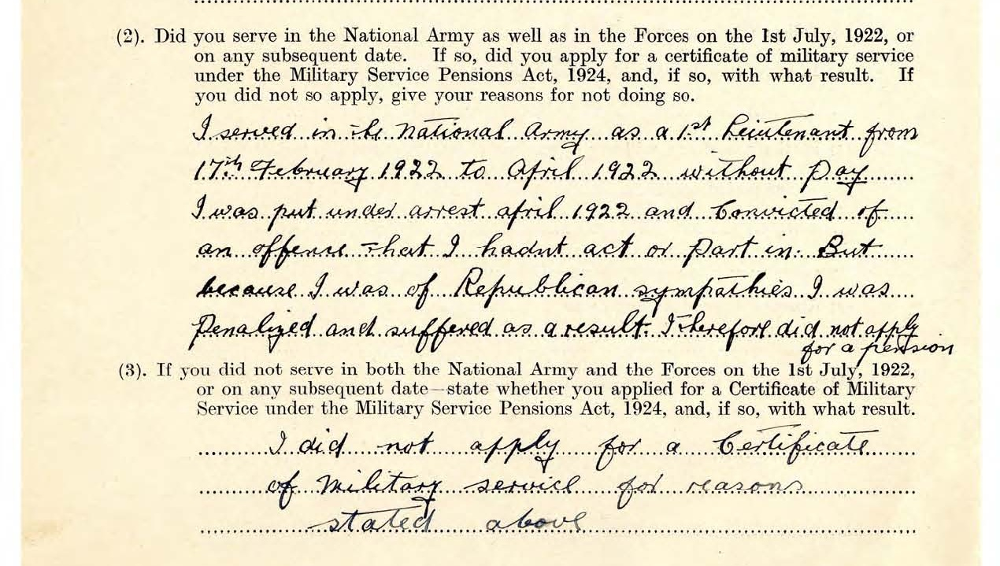 (2). Did you serve in the National Army as well as in the Forces on the 1st July, 1922, or
on any subsequent date. If so, did you apply for a certificate of military service
under the Military Service Pensions Act, 1924, and, if so, with what result. If
you did not so apply, give your reasons for not doing so.
I served in the National Army as a 1st Lieutenant from
17th February 1922 to April 1922 without Pay
I was put under arrest april 1922 and Convicted of
an offence that I hadnt act or Part in. But
because I was of Republican sympathies I was
Penalized and suffered as a result. I therefore did not apply
for a pension
(3). If you did not serve in both the National Army and the Forces on the 1st July, 1922,
or on any subsequent date—state whether you applied for a Certificate of Military
Service under the Military Service Pensions Act, 1924, and, if so, with what result.
I did not apply for a Certificate
of Military service for reasons
stated above